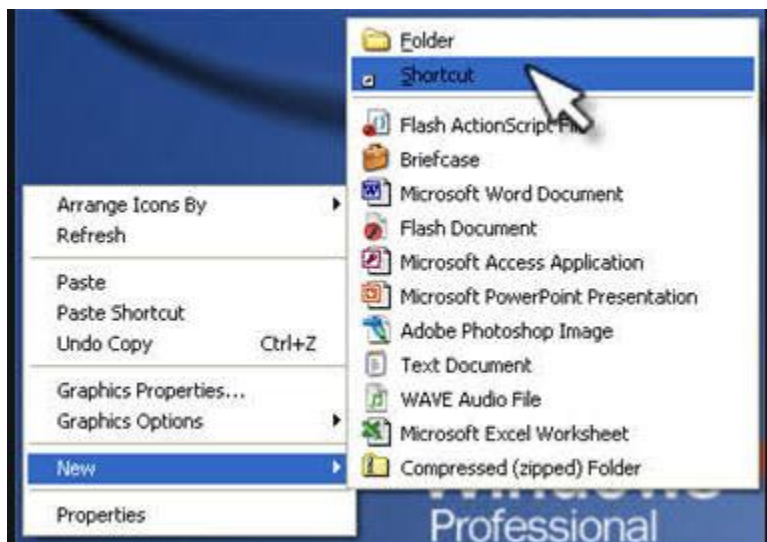 Arrange Icons By
Refresh
Paste
Paste Shortcut
Undo Copy Ctrl+Z
Graphics Properties...
Graphics Options
New
Properties
Folder
Shortcut
Flash ActionScript File
Briefcase
Microsoft Word Document
Flash Document
Microsoft Access Application
Microsoft PowerPoint Presentation
Adobe Photoshop Image
Text Document
WAVE Audio File
Microsoft Excel Worksheet
Compressed (zipped) Folder
Windows
Professional